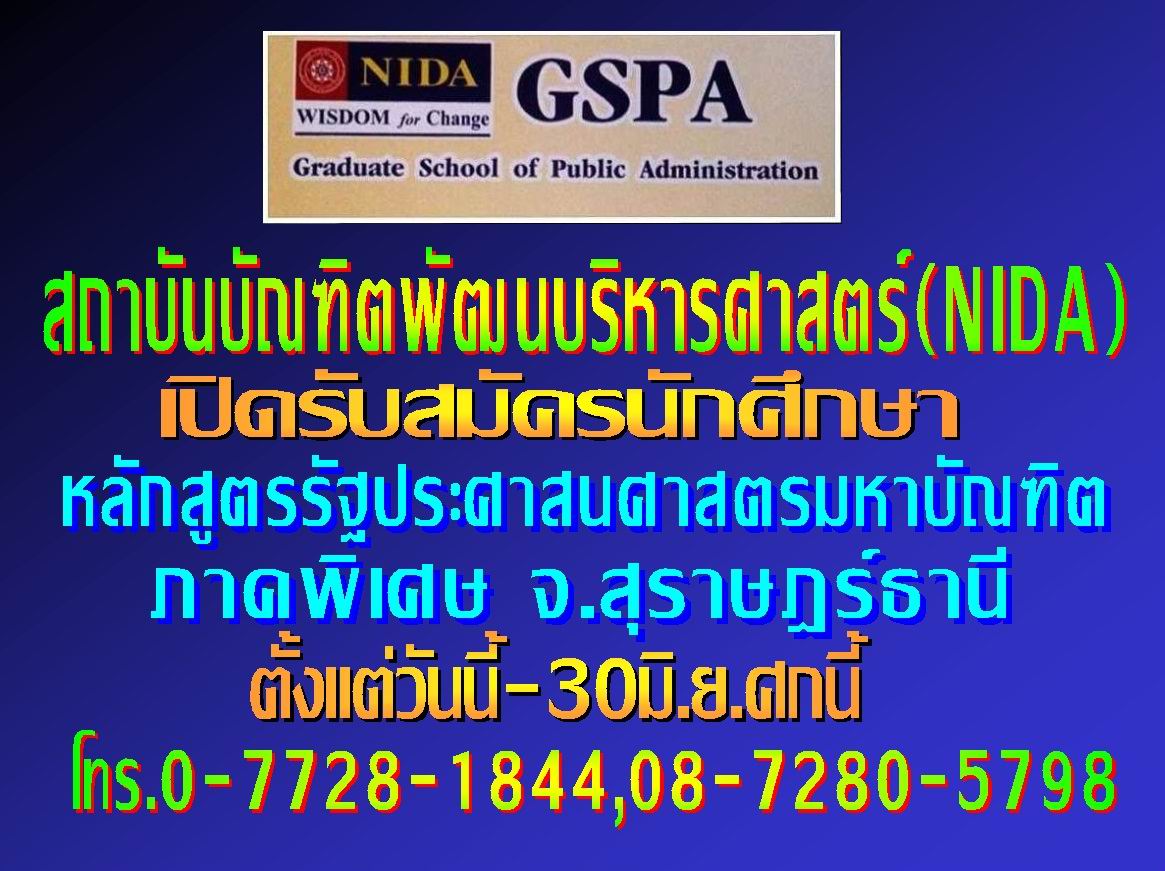 NIDA
WISDOM for Change
GSPA
Graduate School of Public Administration
สถาบันบัณฑิตพัฒนบริหารศาสตร์(NIDA)
เปิดรับสมัครนักศึกษา
หลักสูตรรัฐประศาสนศาสตรมหาบัณฑิต
ภาคพิเศษ จ.สุราษฎร์ธานี
ตั้งแต่วันนี้-30มิ.ย.ศกนี้
โทร.0-7728-1844,08-7280-5798